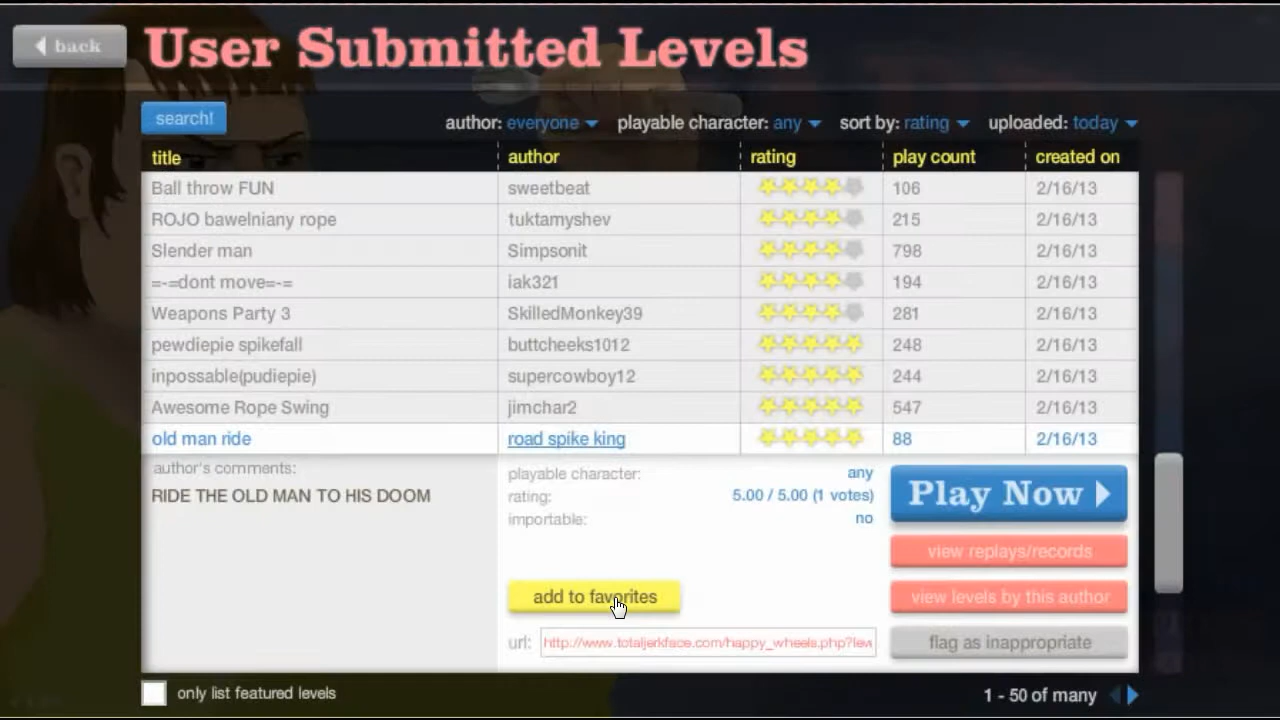 back
User Submitted Levels
search!
author: everyone playable character: any sort by: rating uploaded: today
title author rating play count created on
Ball throw FUN sweetbeat 106 2/16/13
ROJO bawelniany rope tuktamyshev 215 2/16/13
Slender man Simpsonit 798 2/16/13
=-=dont move=-= iak321 194 2/16/13
Weapons Party 3 SkilledMonkey39 281 2/16/13
pewdiepie spikefall buttcheeks1012 248 2/16/13
inpossable(pudiepie) supercowboy12 244 2/16/13
Awesome Rope Swing jimchar2 547 2/16/13
old man ride road spike king 88 2/16/13
author's comments:
RIDE THE OLD MAN TO HIS DOOM
playable character: any
rating: 5.00 / 5.00 (1 votes)
importable: no
add to favorites
url: http://www.totaljerkface.com/happy_wheels.php?lev
Play Now
view replays/records
view levels by this author
flag as inappropriate
only list featured levels
1 - 50 of many